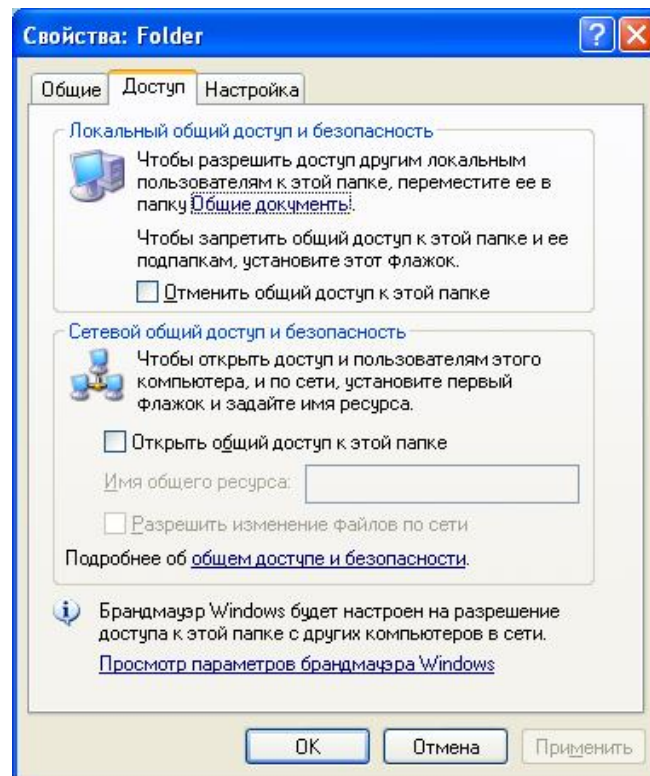 Свойства: Folder
Общие Доступ Настройка
Локальный общий доступ и безопасность
Чтобы разрешить доступ другим локальным
пользователям к этой папке, переместите ее в
папку Общие документы.
Чтобы запретить общий доступ к этой папке и ее
подпапкам, установите этот флажок.
Отменить общий доступ к этой папке
Сетевой общий доступ и безопасность
Чтобы открыть доступ и пользователям этого
компьютера, и по сети, установите первый
флажок и задайте имя ресурса.
Открыть общий доступ к этой папке
Имя общего ресурса:
Разрешить изменение файлов по сети
Подробнее об общем доступе и безопасности.
Брандмауэр Windows будет настроен на разрешение
доступа к этой папке с других компьютеров в сети.
Просмотр параметров брандмауэра Windows
OK Отмена Применить